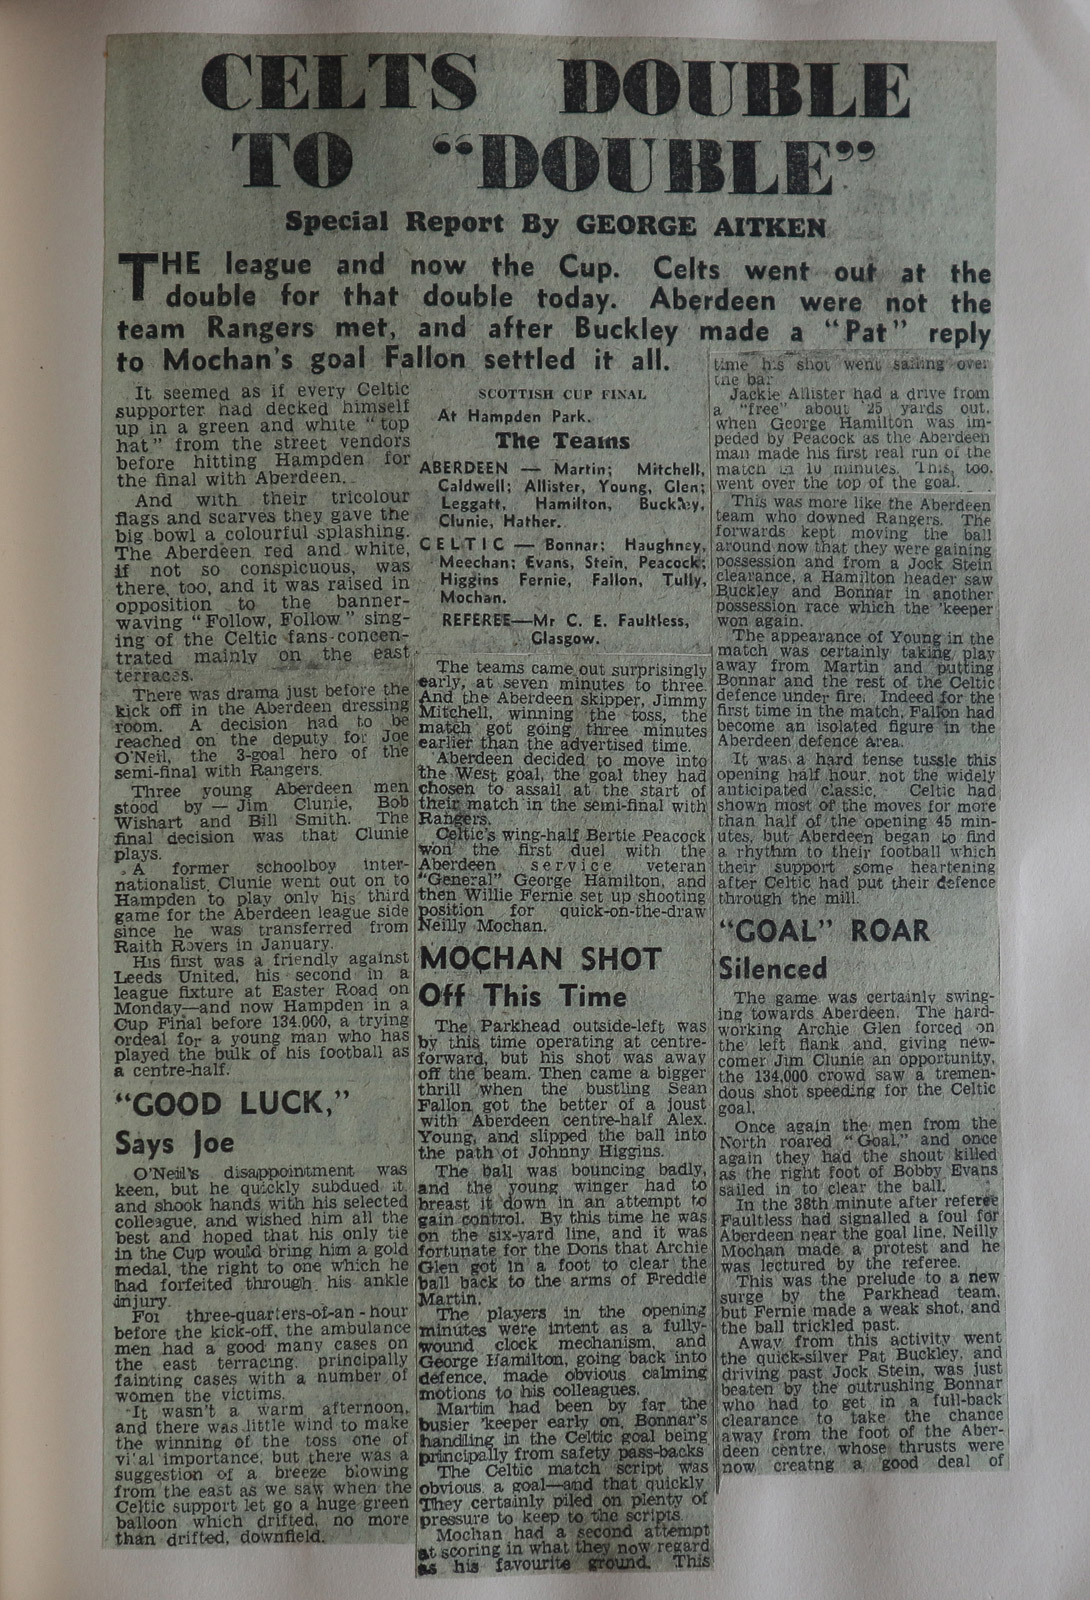 CELTS DOUBLE
TO "DOUBLE"
Special Report By GEORGE AITKEN
THE league and now the Cup. Celts went out at the
double for that double today. Aberdeen were not the
team Rangers met, and after Buckley made a "Pat" reply
to Mochan's goal Fallon settled it all.
It seemed as if every Celtic
supporter had decked himself
up in a green and white "top
hat" from the street vendors
before hitting Hampden for
the final with Aberdeen.
And with their tricolour
flags and scarves they gave the
big bowl a colourful splashing.
The Aberdeen red and white,
if not so conspicuous, was
there, too, and it was raised in
opposition to the banner-
waving "Follow, Follow" sing-
ing of the Celtic fans concen-
trated mainly on the east
terraces.
There was drama just before the
kick off in the Aberdeen dressing
room. A decision had to be
reached on the deputy for Joe
O'Neil, the 3-goal hero of the
semi-final with Rangers.
Three young Aberdeen men
stood by — Jim Clunie, Bob
Wishart and Bill Smith. The
final decision was that Clunie
plays.
A former schoolboy inter-
nationalist, Clunie went out on to
Hampden to play only his third
game for the Aberdeen league side
since he was transferred from
Raith Rovers in January.
His first was a friendly against
Leeds United, his second in a
league fixture at Easter Road on
Monday—and now Hampden in a
Cup Final before 134,000, a trying
ordeal for a young man who has
played the bulk of his football as
a centre-half.
"GOOD LUCK,"
Says Joe
O'Neil's disappointment was
keen, but he quickly subdued it
and shook hands with his selected
colleague, and wished him all the
best and hoped that his only tie
in the Cup would bring him a gold
medal, the right to one which he
had forfeited through his ankle
injury.
For three-quarters-of-an-hour
before the kick-off, the ambulance
men had a good many cases on
the east terracing, principally
fainting cases with a number of
women the victims.
It wasn't a warm afternoon,
and there was little wind to make
the winning of the toss one of
vital importance, but there was a
suggestion of a breeze blowing
from the east as we saw when the
Celtic support let go a huge green
balloon which drifted, no more
than drifted, downfield.
SCOTTISH CUP FINAL
At Hampden Park.
The Teams
ABERDEEN — Martin; Mitchell,
Caldwell; Allister, Young, Glen;
Leggatt, Hamilton, Buckley,
Clunie, Hather.
CELTIC — Bonnar; Haughney,
Meechan; Evans, Stein, Peacock;
Higgins Fernie, Fallon, Tully,
Mochan.
REFEREE—Mr C. E. Faultless,
Glasgow.
The teams came out surprisingly
early, at seven minutes to three.
And the Aberdeen skipper, Jimmy
Mitchell, winning the toss, the
match got going three minutes
earlier than the advertised time.
Aberdeen decided to move into
the West goal, the goal they had
chosen to assail at the start of
their match in the semi-final with
Rangers.
Celtic's wing-half Bertie Peacock
won the first duel with the
Aberdeen service veteran
"General" George Hamilton, and
then Willie Fernie set up shooting
position for quick-on-the-draw
Neilly Mochan.
MOCHAN SHOT
Off This Time
The Parkhead outside-left was
by this time operating at centre-
forward, but his shot was away
off the beam. Then came a bigger
thrill when the bustling Sean
Fallon got the better of a joust
with Aberdeen centre-half Alex.
Young, and slipped the ball into
the path of Johnny Higgins.
The ball was bouncing badly,
and the young winger had to
breast it down in an attempt to
gain control. By this time he was
on the six-yard line, and it was
fortunate for the Dons that Archie
Glen got in a foot to clear the
ball back to the arms of Freddie
Martin.
The players in the opening
minutes were intent as a fully-
wound clock mechanism, and
George Hamilton, going back into
defence, made obvious calming
motions to his colleagues.
Martin had been by far the
busier 'keeper early on, Bonnar's
handling in the Celtic goal being
principally from safety pass-backs
The Celtic match script was
obvious, a goal—and that quickly
They certainly piled on plenty of
pressure to keep to the scripts.
Mochan had a second attempt
at scoring in what they now regard
as his favourite ground. This
time his shot went sailing over
the bar
Jackie Allister had a drive from
a "free" about 25 yards out,
when George Hamilton was im-
peded by Peacock as the Aberdeen
man made his first real run of the
match in 10 minutes. This, too,
went over the top of the goal.
This was more like the Aberdeen
team who downed Rangers. The
forwards kept moving the ball
around now that they were gaining
possession and from a Jock Stein
clearance, a Hamilton header saw
Buckley and Bonnar in another
possession race which the 'keeper
won again.
The appearance of Young in the
match was certainly taking play
away from Martin and putting
Bonnar and the rest of the Celtic
defence under fire. Indeed for the
first time in the match, Fallon had
become an isolated figure in the
Aberdeen defence area.
It was a hard tense tussle this
opening half hour, not the widely
anticipated classic. Celtic had
shown most of the moves for more
than half of the opening 45 min-
utes, but Aberdeen began to find
a rhythm to their football which
their support some heartening
after Celtic had put their defence
through the mill.
"GOAL" ROAR
Silenced
The game was certainly swing-
ing towards Aberdeen. The hard-
working Archie Glen forced on
the left flank and, giving new-
comer Jim Clunie an opportunity,
the 134,000 crowd saw a tremen-
dous shot speeding for the Celtic
goal.
Once again the men from the
North roared "Goal," and once
again they had the shout killed
as the right foot of Bobby Evans
sailed in to clear the ball.
In the 38th minute after referee
Faultless had signalled a foul for
Aberdeen near the goal line, Neilly
Mochan made a protest and he
was lectured by the referee.
This was the prelude to a new
surge by the Parkhead team,
but Fernie made a weak shot, and
the ball trickled past.
Away from this activity went
the quick-silver Pat Buckley, and
driving past Jock Stein, was just
beaten by the outrushing Bonnar
who had to get in a full-back
clearance to take the chance
away from the foot of the Aber-
deen centre, whose thrusts were
now creatng a good deal of